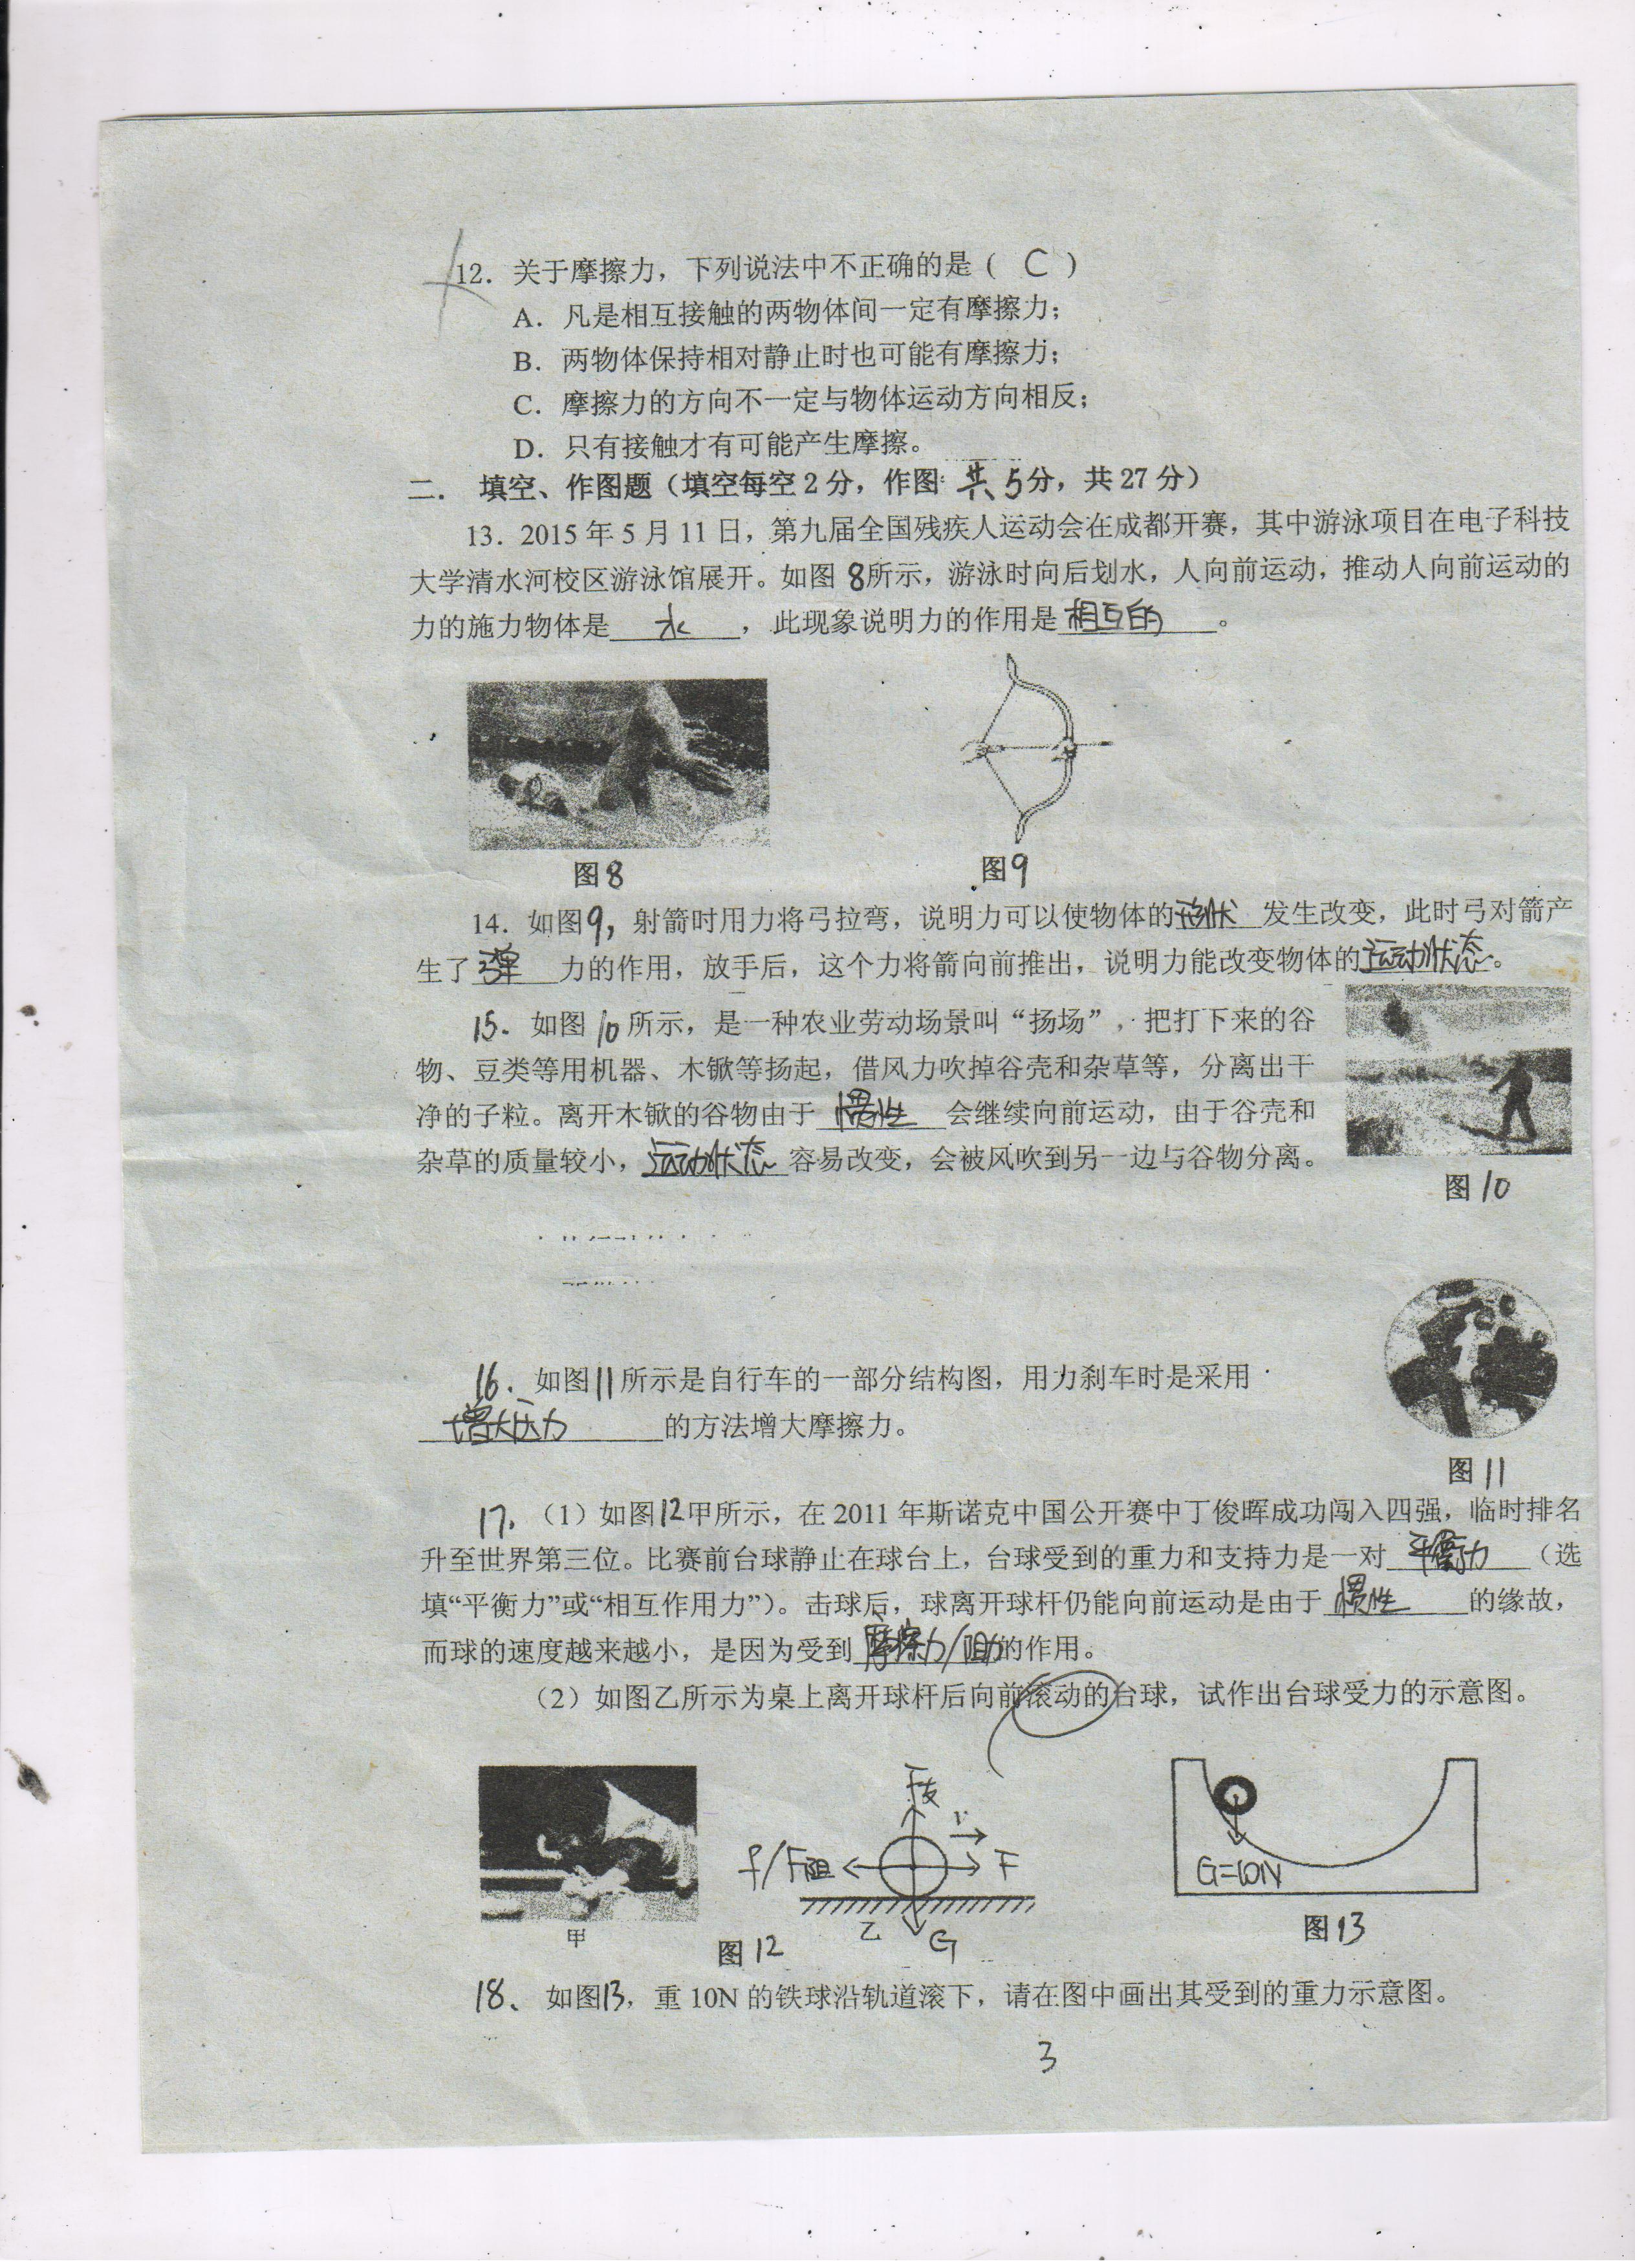 12．关于摩擦力，下列说法中不正确的是（ C ）
A．凡是相互接触的两物体间一定有摩擦力；
B．两物体保持相对静止时也可能有摩擦力；
C．摩擦力的方向不一定与物体运动方向相反；
D．只有接触才有可能产生摩擦。
二． 填空、作图题（填空每空2分，作图共5分，共27分）
13．2015年5月11日，第九届全国残疾人运动会在成都开赛，其中游泳项目在电子科技
大学清水河校区游泳馆展开。如图8所示，游泳时向后划水，人向前运动，推动人向前运动的
力的施力物体是 水 ，此现象说明力的作用是 相互的 。
图8
图9
14．如图9，射箭时用力将弓拉弯，说明力可以使物体的 发生改变，此时弓对箭产
生了 弹 力的作用，放手后，这个力将箭向前推出，说明力能改变物体的运动状态。
15．如图10所示，是一种农业劳动场景叫“扬场”，把打下来的谷
物、豆类等用机器、木锨等扬起，借风力吹掉谷壳和杂草等，分离出干
净的子粒。离开木锨的谷物由于 惯性 会继续向前运动，由于谷壳和
杂草的质量较小，运动状态 容易改变，会被风吹到另一边与谷物分离。
图10
16．如图11所示是自行车的一部分结构图，用力刹车时是采用
增大压力 的方法增大摩擦力。
图11
17．（1）如图12甲所示，在2011年斯诺克中国公开赛中丁俊晖成功闯入四强，临时排名
升至世界第三位。比赛前台球静止在球台上，台球受到的重力和支持力是一对 平衡力 （选
填“平衡力”或“相互作用力”）。击球后，球离开球杆仍能向前运动是由于 惯性 的缘故，
而球的速度越来越小，是因为受到 摩擦力/阻力的作用。
（2）如图乙所示为桌上离开球杆后向前滚动的台球，试作出台球受力的示意图。
F支
v
f/F阻
F
G=10N
甲
乙
G
图12
图13
18、如图13，重10N的铁球沿轨道滚下，请在图中画出其受到的重力示意图。
3